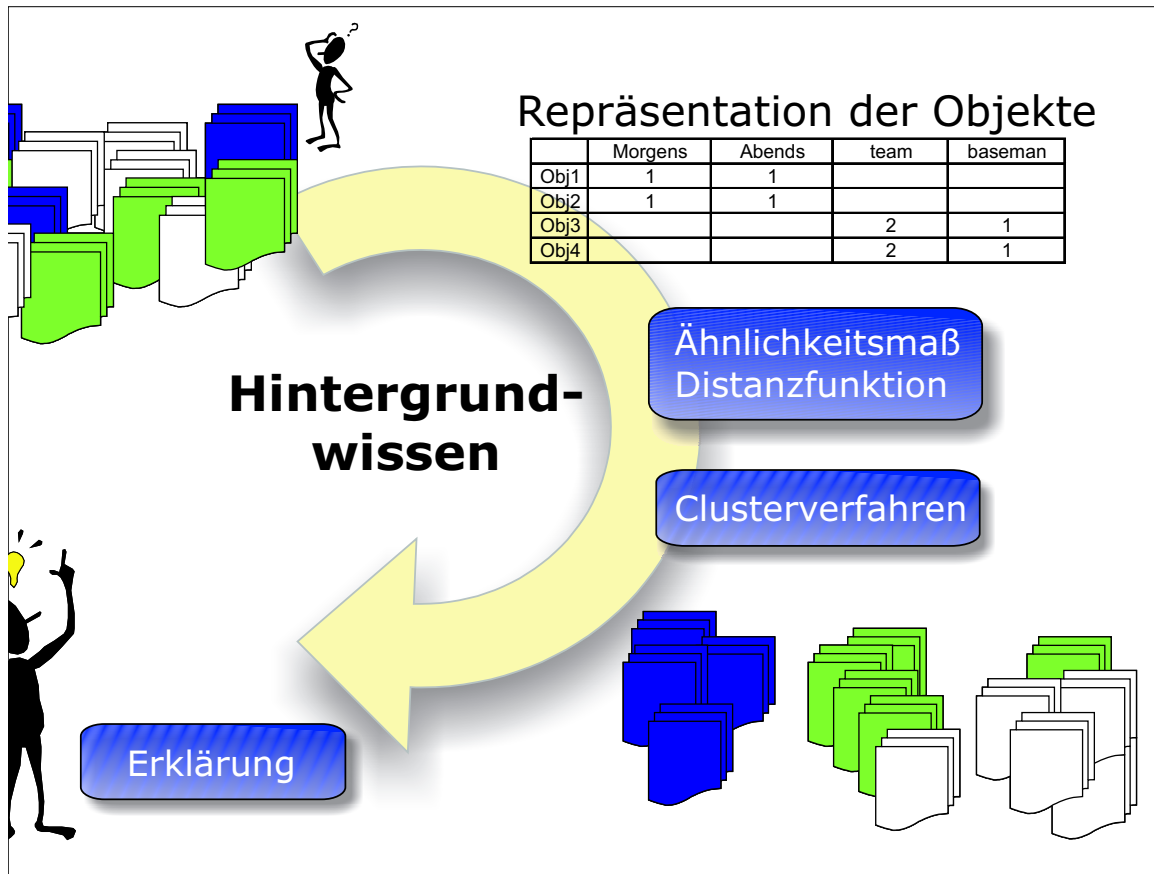 ?
Repräsentation der Objekte
Morgens Abends team baseman
Obj1 1 1
Obj2 1 1
Obj3 2 1
Obj4 2 1
Ähnlichkeitsmaß
Distanzfunktion
Hintergrund-
wissen
Clusterverfahren
Erklärung